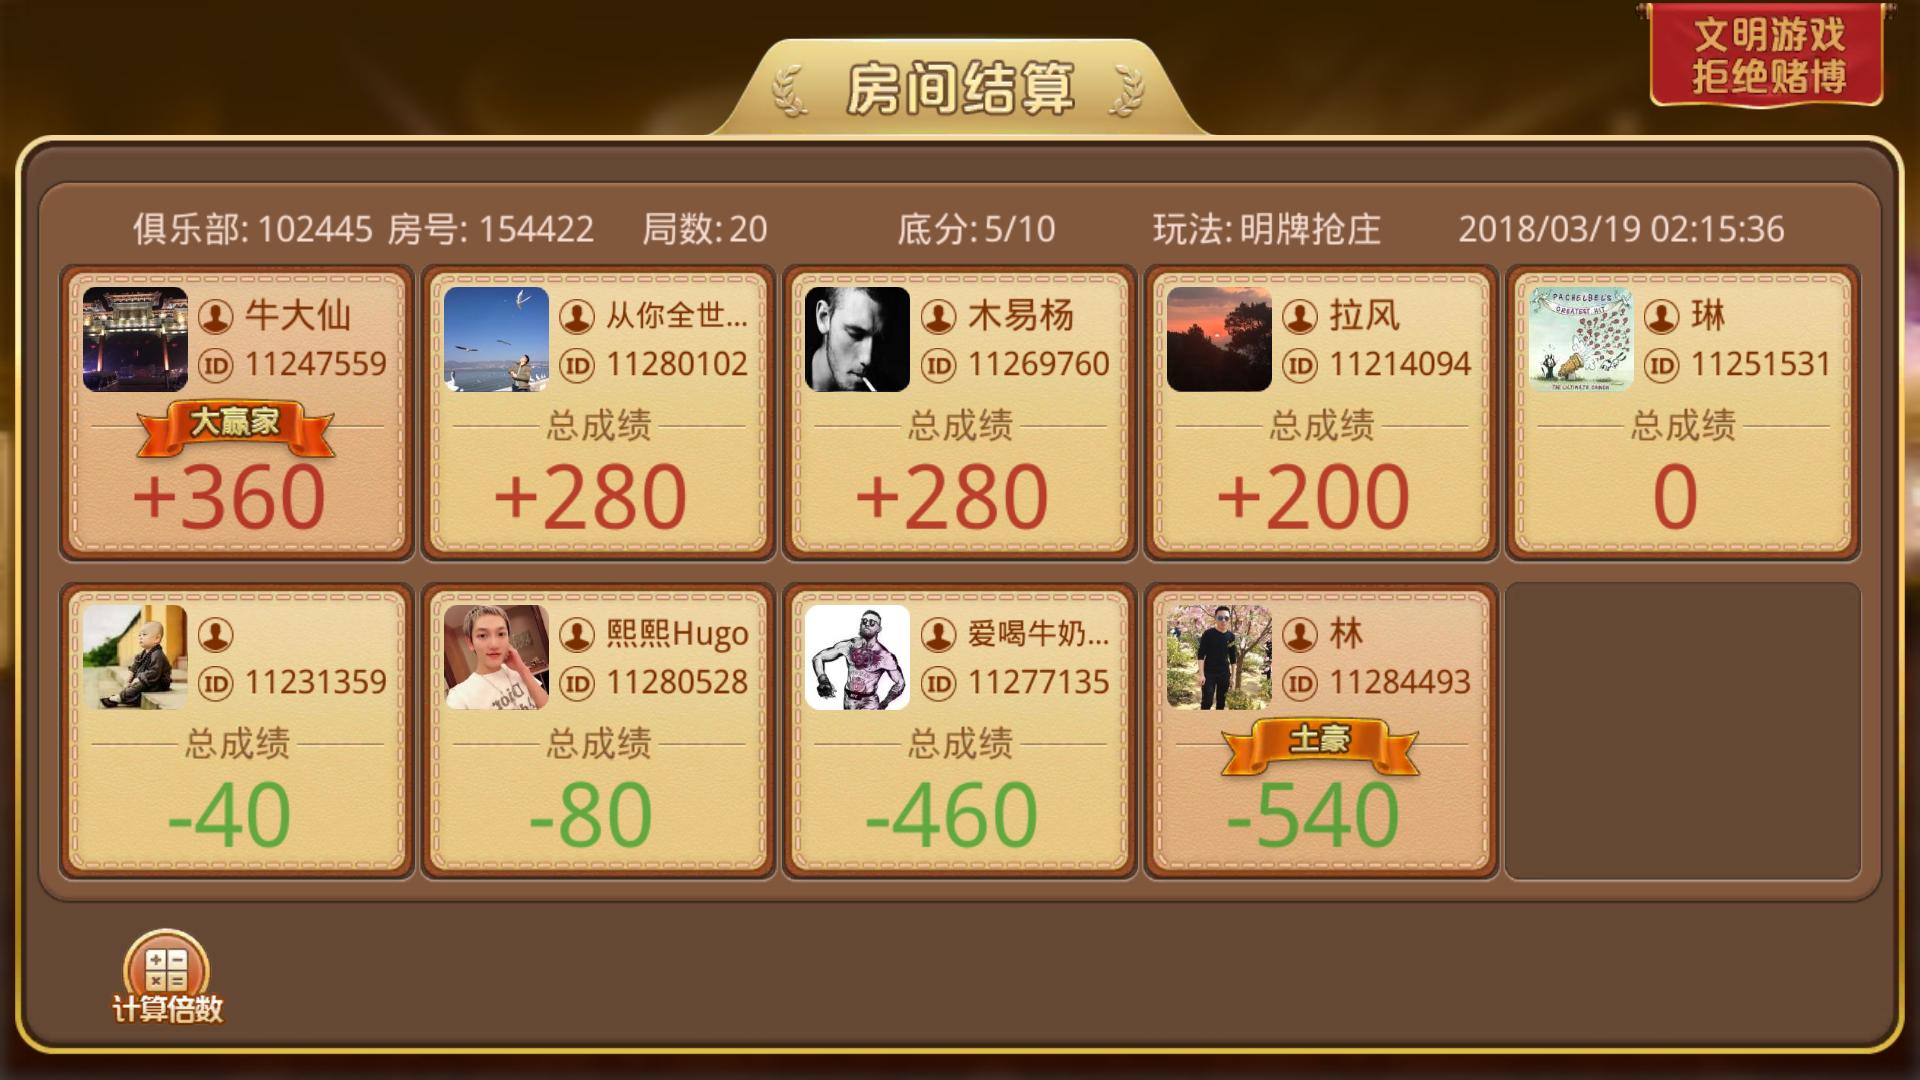 文明游戏
拒绝赌博
房间结算
俱乐部: 102445 房号: 154422 局数: 20 底分: 5/10 玩法: 明牌抢庄 2018/03/19 02:15:36
牛大仙
ID 11247559
大赢家
+360
从你全世...
ID 11280102
总成绩
+280
木易杨
ID 11269760
总成绩
+280
拉风
ID 11214094
总成绩
+200
PACHELBEL'S
GREATEST HIT
THE ULTIMATE CANON
琳
ID 11251531
总成绩
0
ID 11231359
总成绩
-40
熙熙Hugo
ID 11280528
总成绩
-80
爱喝牛奶...
ID 11277135
总成绩
-460
林
ID 11284493
土豪
-540
计算倍数